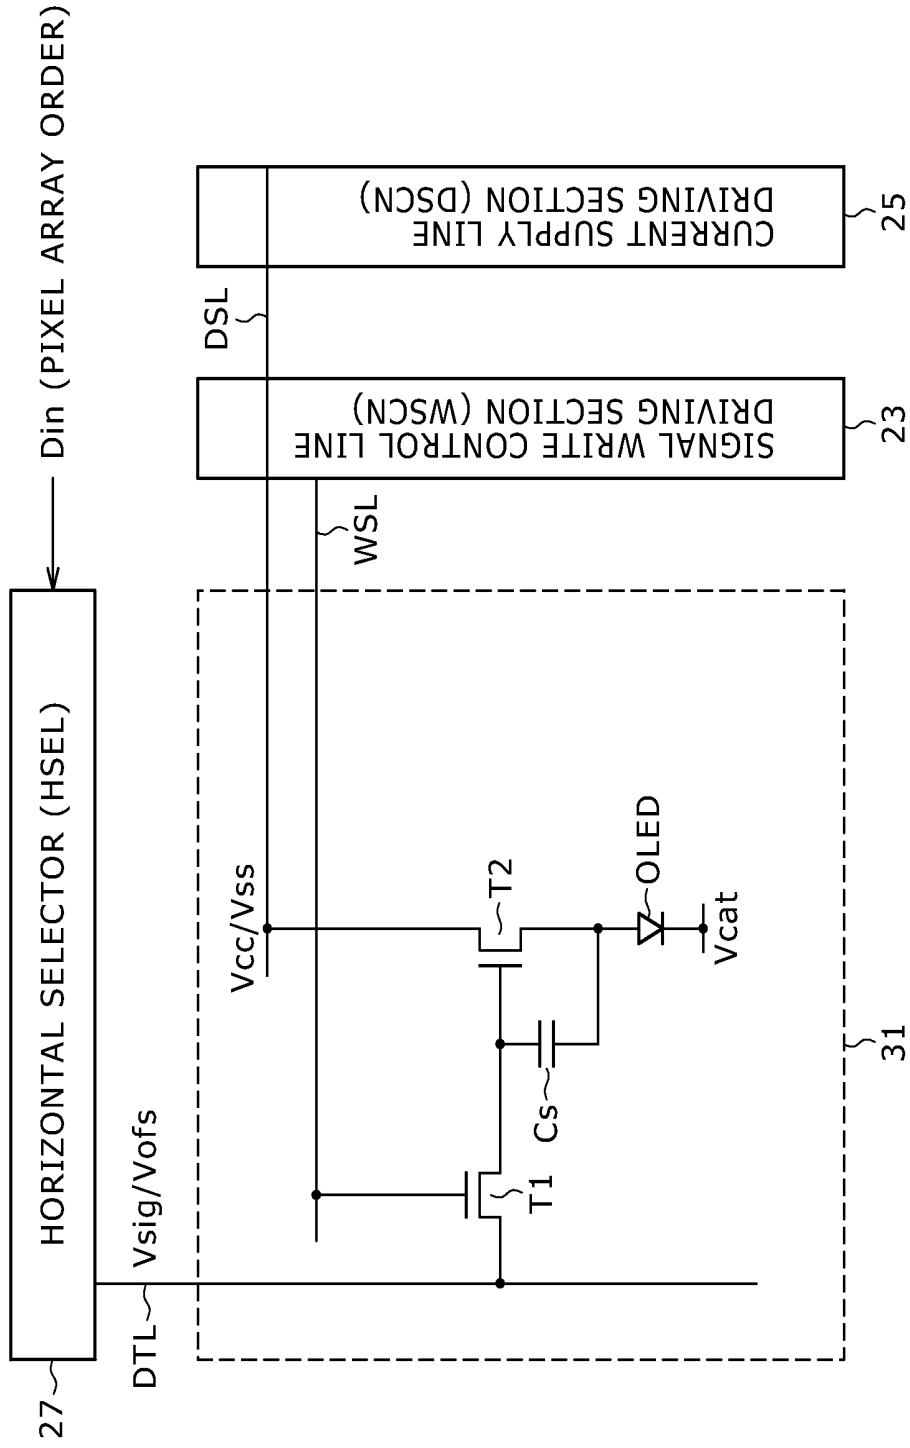 Din (PIXEL ARRAY ORDER)
HORIZONTAL SELECTOR (HSEL)
27
DTL
Vsig/Vofs
Vcc/Vss
DSL
WSL
CURRENT SUPPLY LINE
DRIVING SECTION (DSCN)
25
SIGNAL WRITE CONTROL LINE
DRIVING SECTION (WSCN)
23
T1
T2
Cs
OLED
Vcat
31